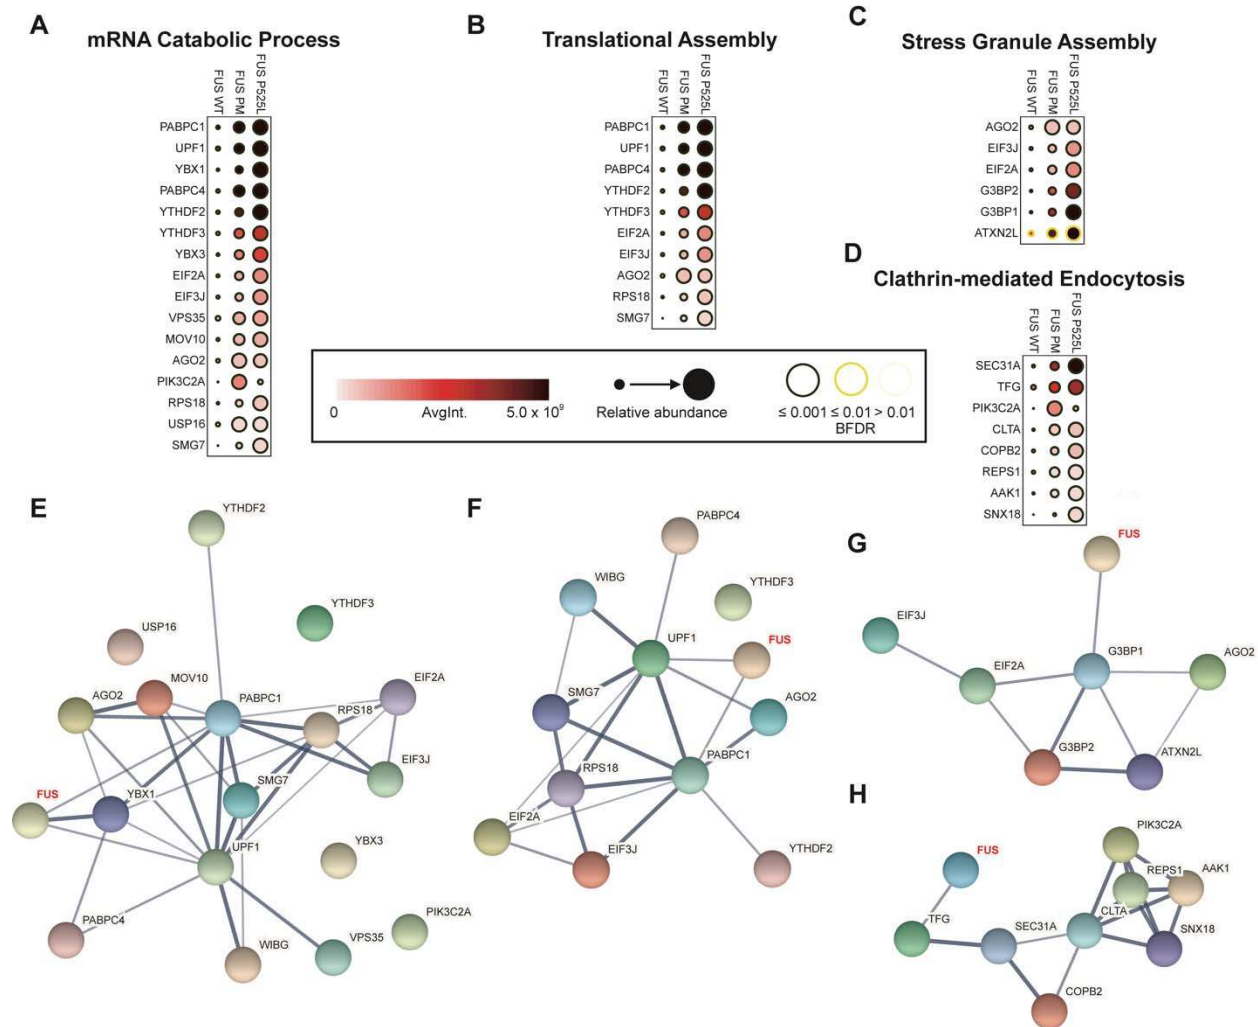 A
mRNA Catabolic Process
FUS WT
FUS PM
FUS P525L
PABPC1
UPF1
YBX1
PABPC4
YTHDF2
YTHDF3
YBX3
EIF2A
EIF3J
VPS35
MOV10
AGO2
PIK3C2A
RPS18
USP16
SMG7
B
Translational Assembly
FUS WT
FUS PM
FUS P525L
PABPC1
UPF1
PABPC4
YTHDF2
YTHDF3
EIF2A
EIF3J
AGO2
RPS18
SMG7
C
Stress Granule Assembly
FUS WT
FUS PM
FUS P525L
AGO2
EIF3J
EIF2A
G3BP2
G3BP1
ATXN2L
D
Clathrin-mediated Endocytosis
FUS WT
FUS PM
FUS P525L
SEC31A
TFG
PIK3C2A
CLTA
COPB2
REPS1
AAK1
SNX18
0 AvgInt. 5.0 x 10⁹
Relative abundance
≤ 0.001 ≤ 0.01 > 0.01
BFDR
E
YTHDF2
YTHDF3
USP16
MOV10
AGO2
PABPC1
EIF2A
RPS18
EIF3J
SMG7
FUS
YBX1
UPF1
YBX3
PIK3C2A
PABPC4
WIBG
VPS35
F
PABPC4
WIBG
YTHDF3
UPF1
FUS
SMG7
AGO2
RPS18
PABPC1
EIF2A
EIF3J
YTHDF2
G
FUS
EIF3J
G3BP1
AGO2
EIF2A
G3BP2
ATXN2L
H
PIK3C2A
FUS
REPS1
AAK1
TFG
SEC31A
CLTA
SNX18
COPB2